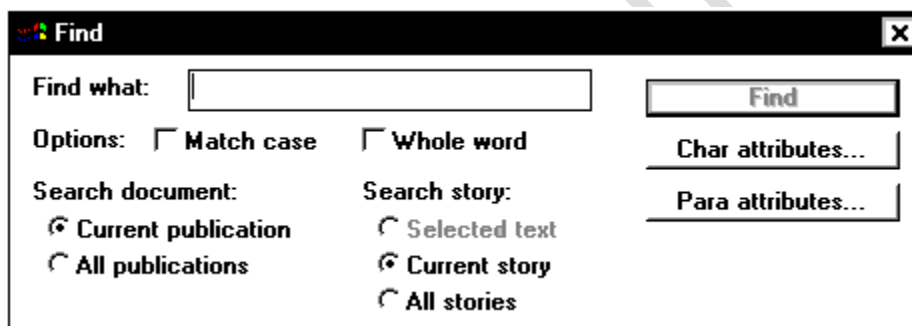 Find
Find what:
Find
Options: Match case Whole word
Char attributes...
Search document: Search story:
Para attributes...
Current publication Selected text
All publications Current story
All stories